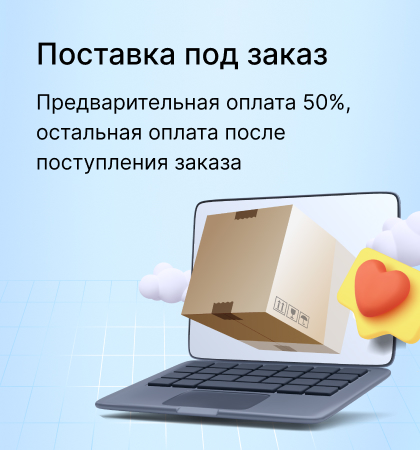 Поставка под заказ
Предварительная оплата 50%,
остальная оплата после
поступления заказа